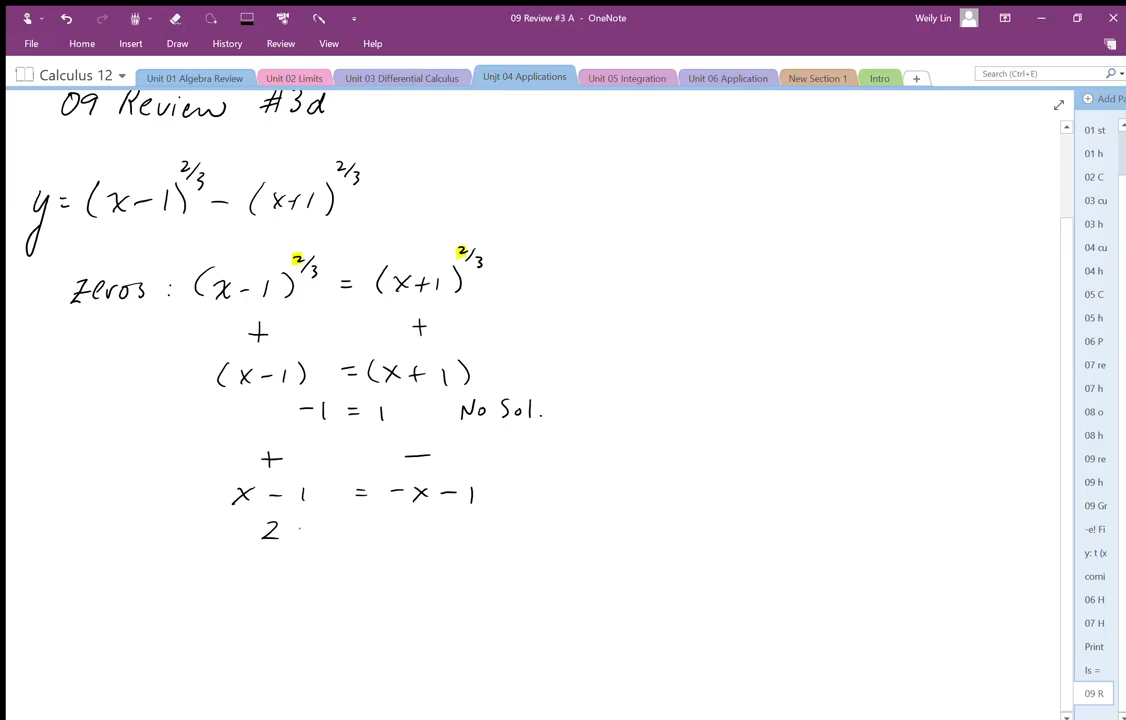 09 Review #3 A - OneNote
Weily Lin
File Home Insert Draw History Review View Help
Calculus 12
Unit 01 Algebra Review
Unit 02 Limits
Unit 03 Differential Calculus
Unit 04 Applications
Unit 05 Integration
Unit 06 Application
New Section 1
Intro
Search (Ctrl+E)
Add Pa
09 Review #3d
y = (x-1)^2/3 - (x+1)^2/3
zeros : (x-1)^2/3 = (x+1)^2/3
+ +
(x-1) = (x+1)
-1 = 1 No Sol.
+ -
x - 1 = -x - 1
2
01 st
01 h
02 C
03 cu
03 h
04 cu
04 h
05 C
05 h
06 P
07 re
07 h
08 o
08 h
09 re
09 h
09 Gr
-e! Fi
y: t (x
comi
06 H
07 H
Print
Is =
09 R